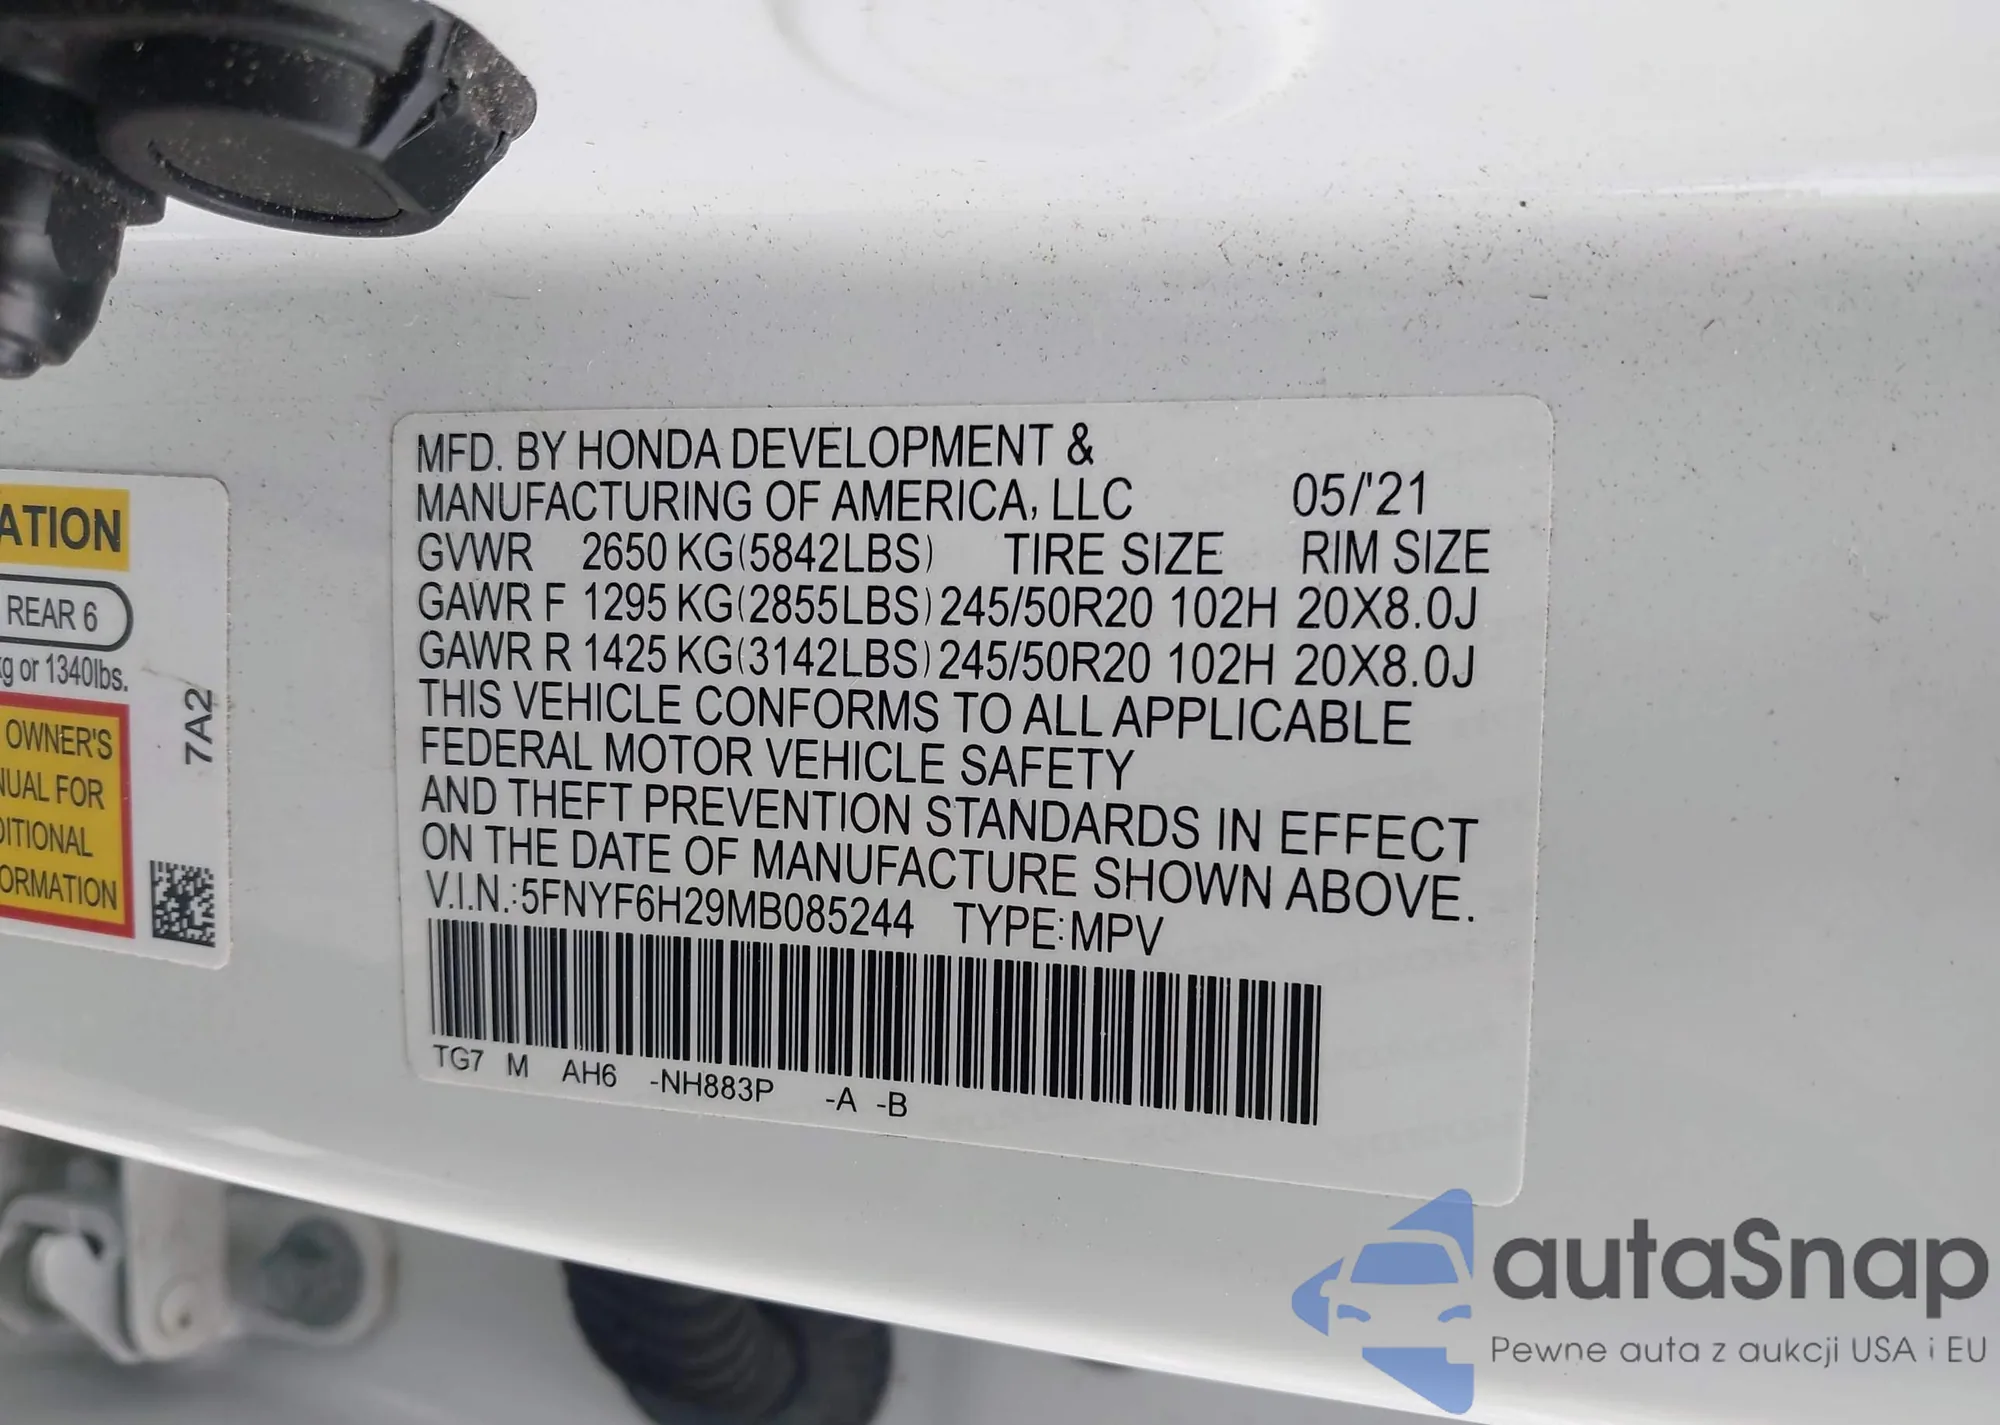 MFD. BY HONDA DEVELOPMENT &
MANUFACTURING OF AMERICA, LLC 05/'21
GVWR 2650 KG(5842LBS) TIRE SIZE RIM SIZE
GAWR F 1295 KG(2855LBS) 245/50R20 102H 20X8.0J
GAWR R 1425 KG(3142LBS) 245/50R20 102H 20X8.0J
THIS VEHICLE CONFORMS TO ALL APPLICABLE
FEDERAL MOTOR VEHICLE SAFETY
AND THEFT PREVENTION STANDARDS IN EFFECT
ON THE DATE OF MANUFACTURE SHOWN ABOVE.
V.I.N.:5FNYF6H29MB085244 TYPE:MPV
TG7 M AH6 -NH883P -A -B
ATION
REAR 6
kg or 1340lbs.
OWNER'S
NUAL FOR
DITIONAL
ORMATION
7A2
autaSnap
Pewne auta z aukcji USA i EU